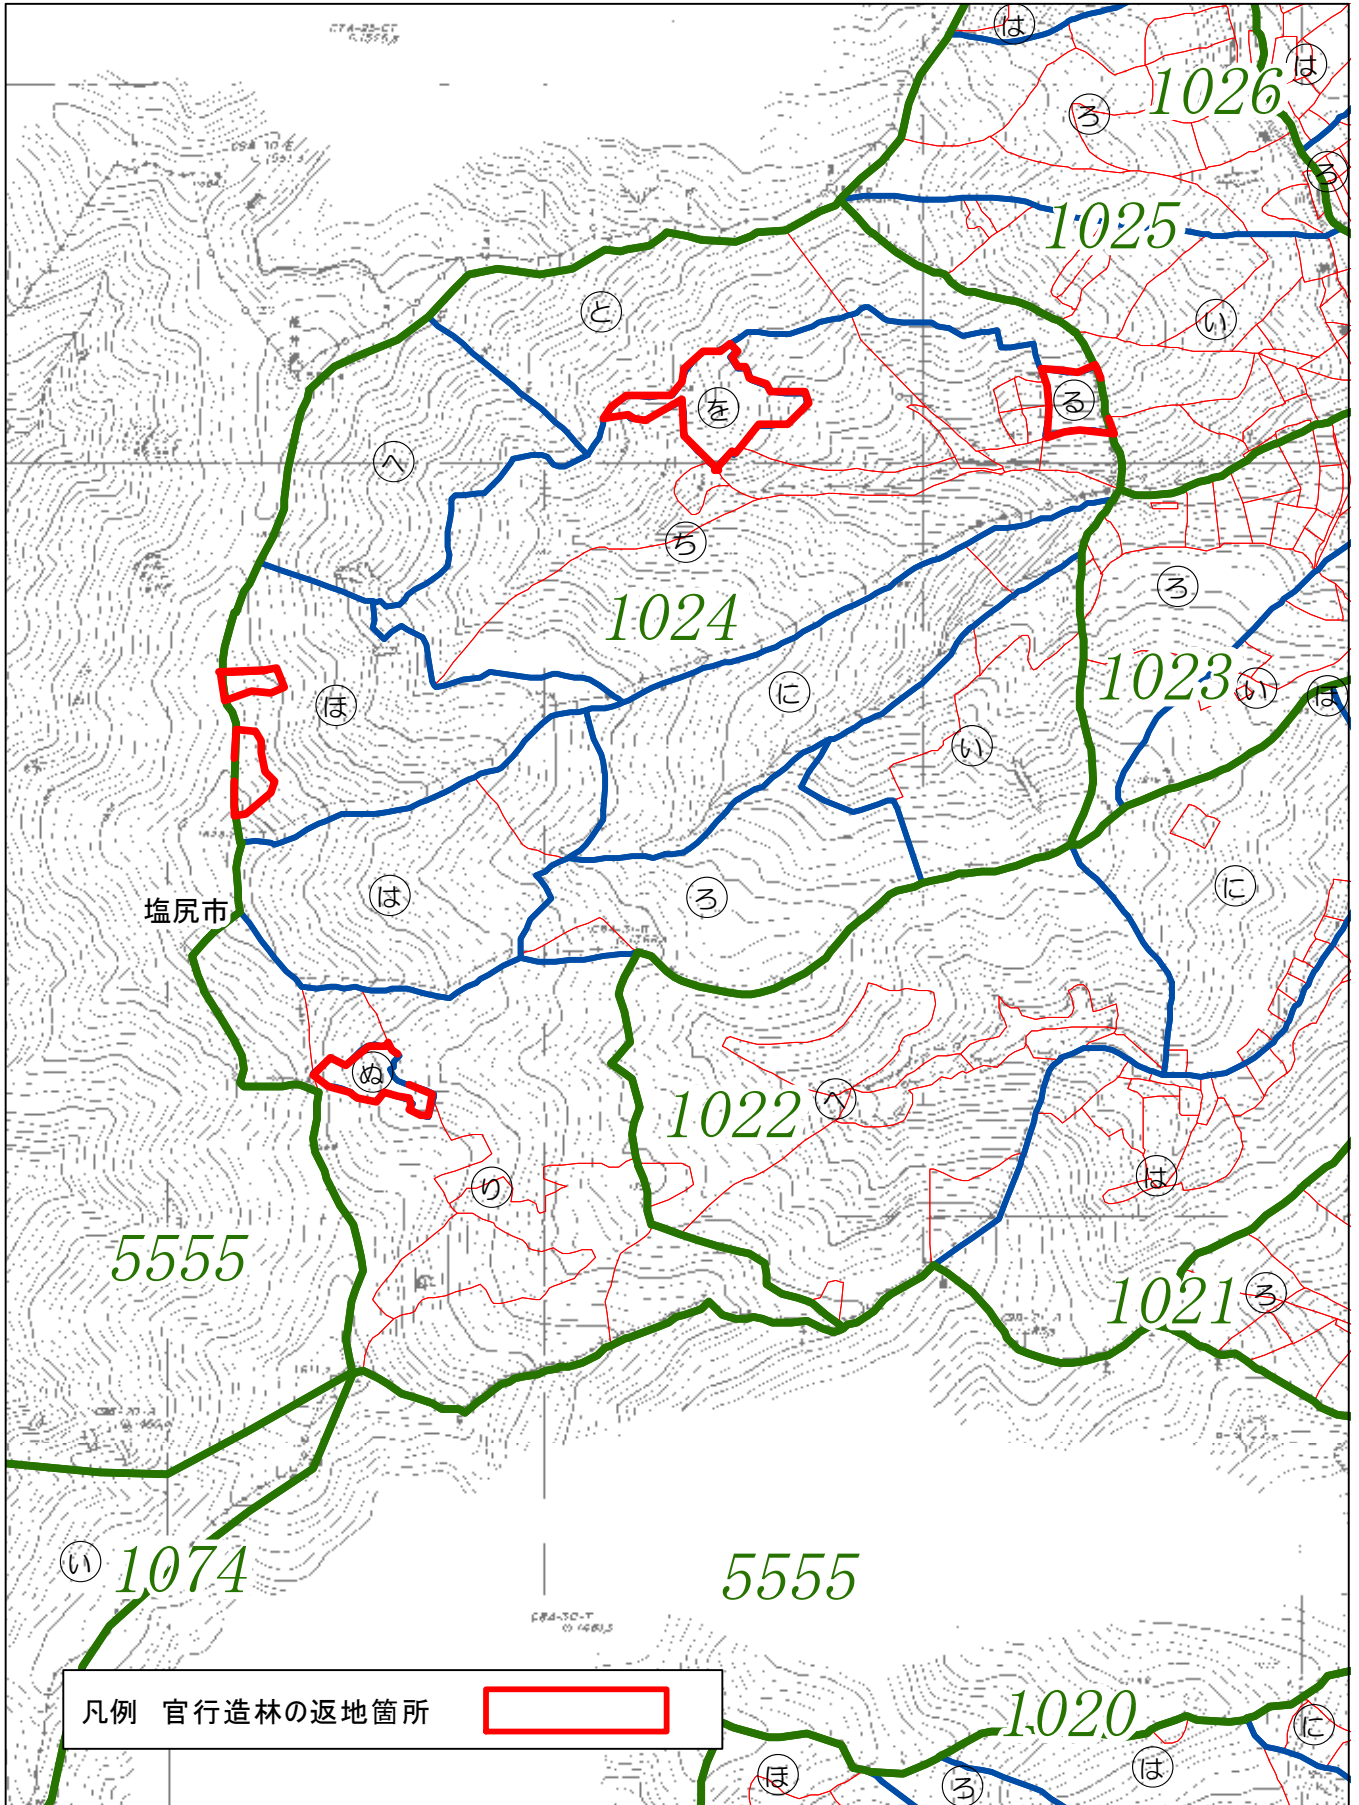 は
は
1026
ろ
ろ
1025
と
い
を
る
へ
ち
ろ
1024
1023
に
い
ほ
ほ
い
は
ろ
に
塩尻市
ぬ
へ
1022
は
り
5555
1021
ろ
い
1074
5555
凡例 官行造林の返地箇所
1020
に
は
ほ
ろ